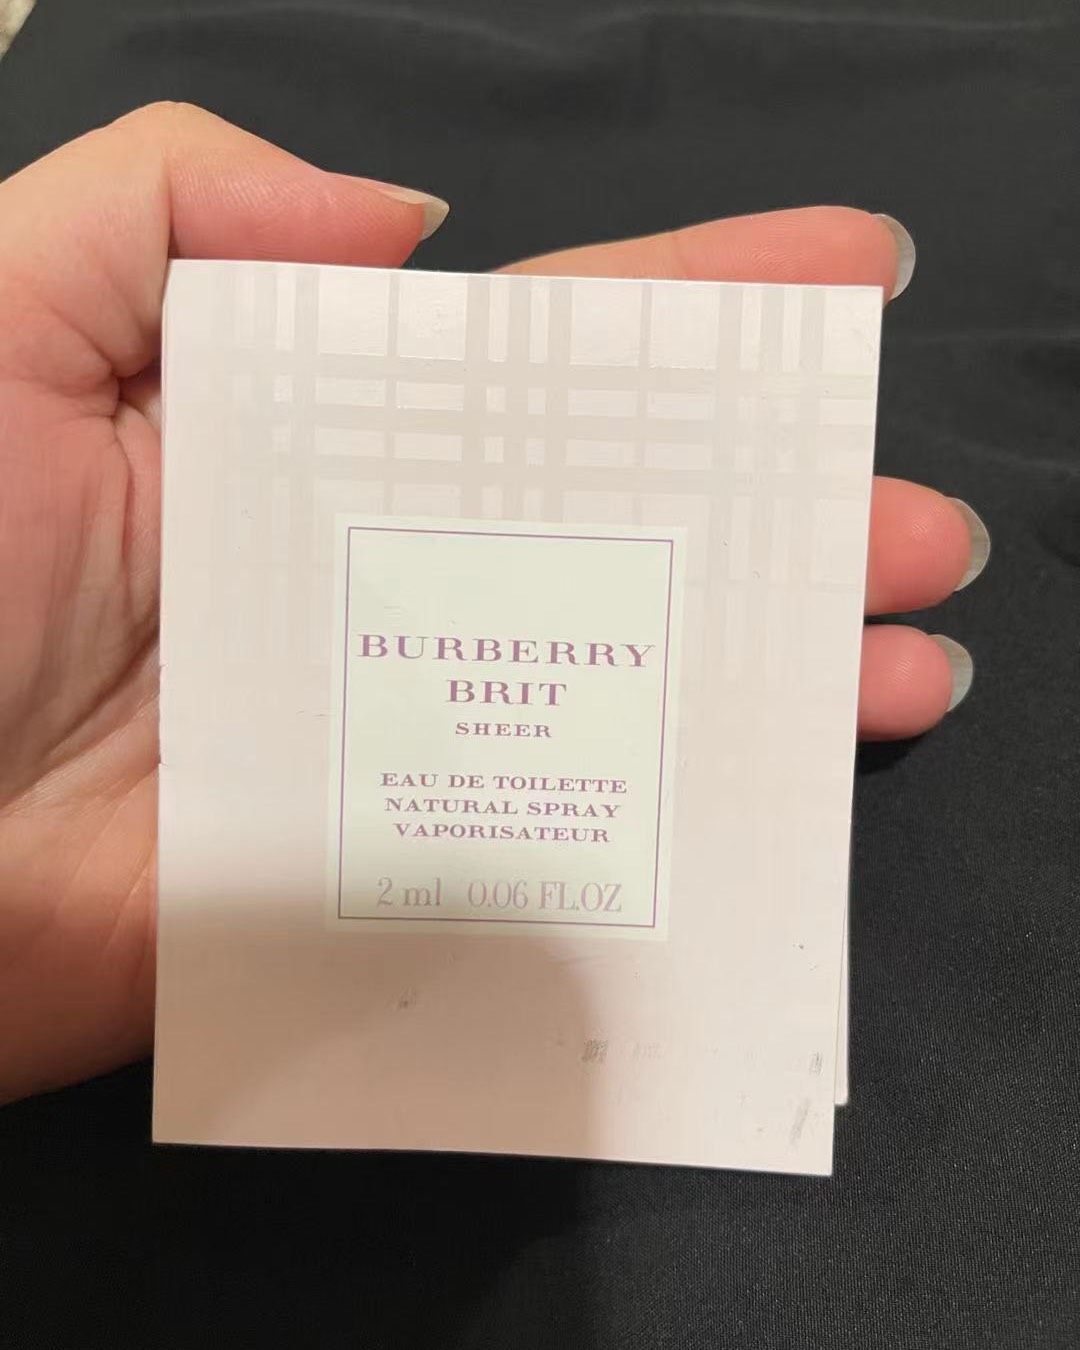 BURBERRY
BRIT
SHEER
EAU DE TOILETTE
NATURAL SPRAY
VAPORISATEUR
2 ml 0.06 FL.OZ